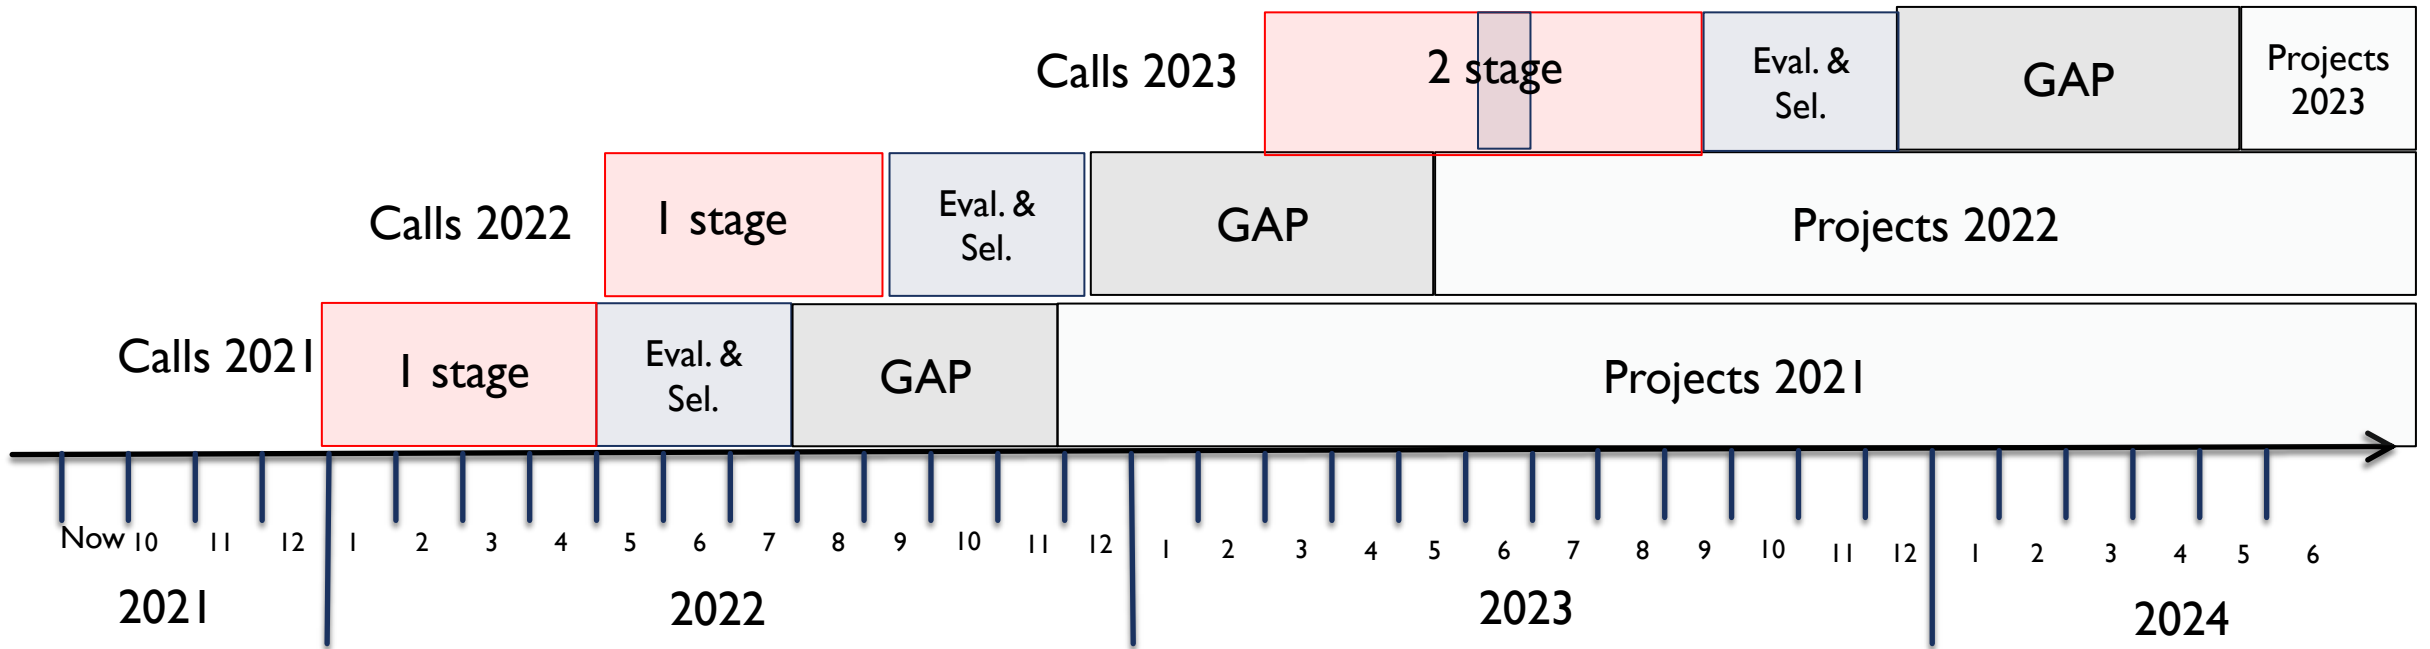 Calls 2023
2 stage
Eval. &
Sel.
GAP
Projects
2023
Calls 2022
1 stage
Eval. &
Sel.
GAP
Projects 2022
Calls 2021
1 stage
Eval. &
Sel.
GAP
Projects 2021
Now 10 11 12 1 2 3 4 5 6 7 8 9 10 11 12 1 2 3 4 5 6 7 8 9 10 11 12 1 2 3 4 5 6
2021 2022 2023 2024